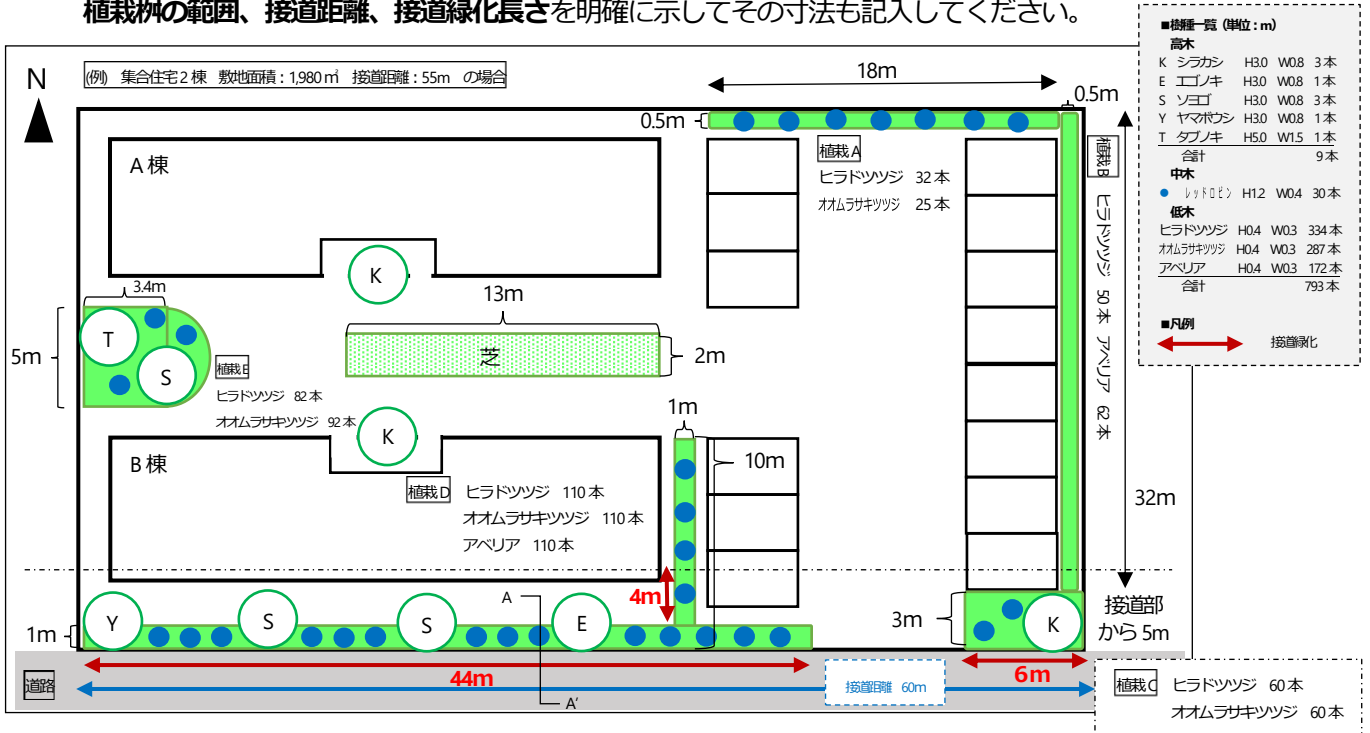 植栽桝の範囲、接道距離、接道緑化長さを明確に示してその寸法も記入してください。
■樹種一覧（単位：m）
高木
K シラカシ H3.0 W0.8 3本
E エゴノキ H3.0 W0.8 1本
S ソヨゴ H3.0 W0.8 3本
Y ヤマボウシ H3.0 W0.8 1本
T タブノキ H5.0 W1.5 1本
合計 9本
中木
● レッドロビン H1.2 W0.4 30本
低木
ヒラドツツジ H0.4 W0.3 334本
オオムラサキツツジ H0.4 W0.3 287本
アベリア H0.4 W0.3 172本
合計 793本
■凡例
接道緑化
N
(例) 集合住宅2棟 敷地面積：1,980㎡ 接道距離：55m の場合
18m
0.5m
0.5m
A棟
植栽A
ヒラドツツジ 32本
オオムラサキツツジ 25本
植栽B ヒラドツツジ 50本 アベリア 62本
K
3.4m
13m
5m
T
S
芝
2m
植栽E
ヒラドツツジ 82本
オオムラサキツツジ 92本
K
1m
B棟
10m
植栽D ヒラドツツジ 110本
オオムラサキツツジ 110本
アベリア 110本
32m
4m
A
Y
S
S
E
1m
3m
K
接道部
から5m
道路
44m
A'
接道距離 60m
6m
植栽C ヒラドツツジ 60本
オオムラサキツツジ 60本